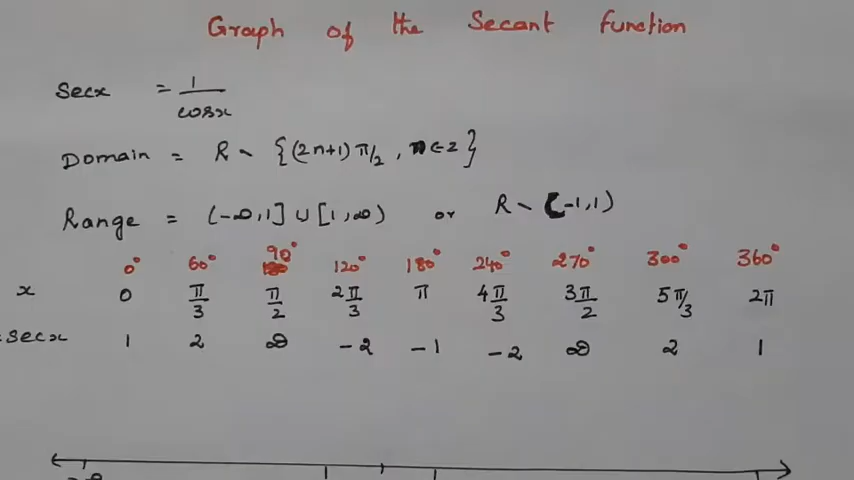 Graph of the Secant function
Secx = 1/cosx
Domain = R \ {(2n+1) π/2, n ∈ z}
Range = (-∞,1] ∪ [1,∞) or R \ (-1,1)
0° 60° 90° 120° 180° 240° 270° 300° 360°
x 0 π/3 π/2 2π/3 π 4π/3 3π/2 5π/3 2π
=secx 1 2 ∞ -2 -1 -2 ∞ 2 1